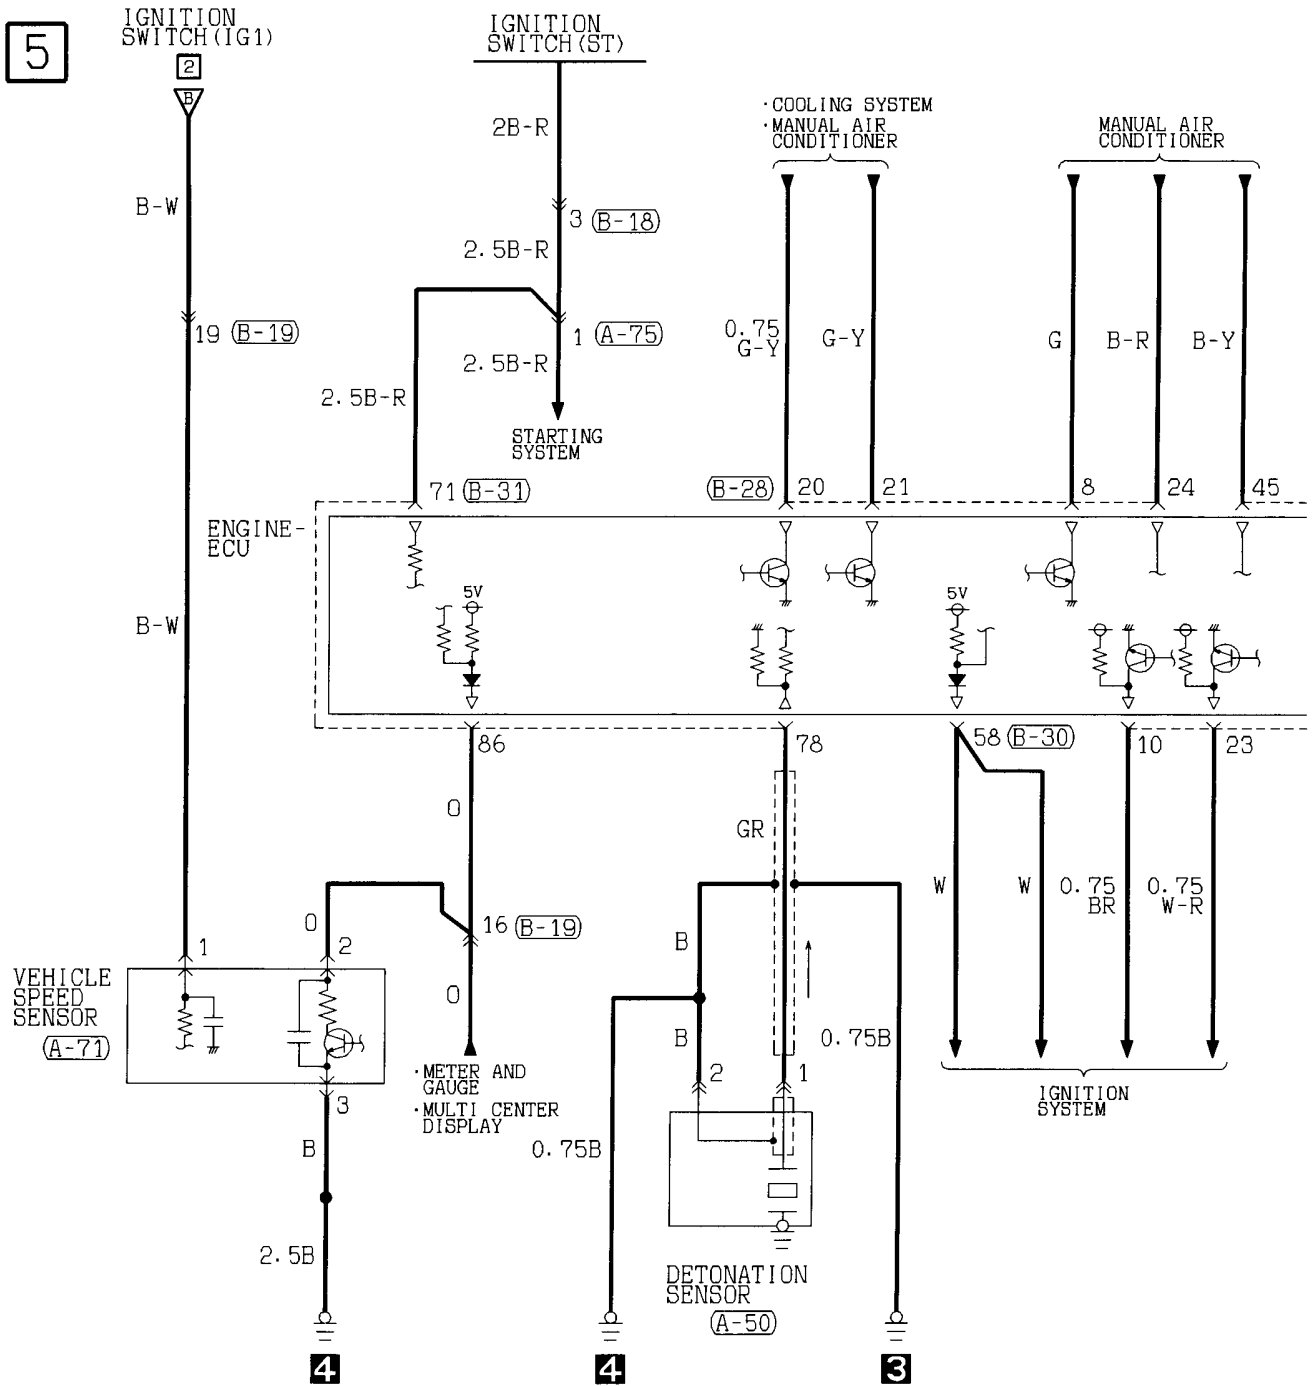 5
IGNITION
SWITCH(IG1)
2
B
IGNITION
SWITCH(ST)
2B-R
·COOLING SYSTEM
·MANUAL AIR
CONDITIONER
MANUAL AIR
CONDITIONER
B-W
3 (B-18)
2.5B-R
19 (B-19)
1 (A-75)
0.75
G-Y
G-Y
G
B-R
B-Y
2.5B-R
2.5B-R
STARTING
SYSTEM
71 (B-31)
(B-28) 20
21
8
24
45
ENGINE-
ECU
5V
5V
B-W
86
78
58 (B-30)
10
23
O
GR
W
W
0.75
BR
0.75
W-R
O
16 (B-19)
B
1
2
VEHICLE
SPEED
SENSOR
(A-71)
O
B
0.75B
·METER AND
GAUGE
·MULTI CENTER
DISPLAY
2
1
IGNITION
SYSTEM
3
B
0.75B
2.5B
DETONATION
SENSOR
(A-50)
4
4
3